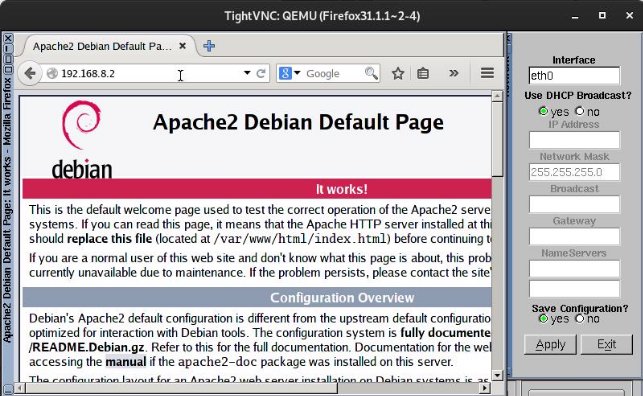 TightVNC: QEMU (Firefox31.1.1~2-4)
Apache2 Debian Default Page: It works - Mozilla Firefox
Apache2 Debian Default Pa...
192.168.8.2
Google
debian
Apache2 Debian Default Page
It works!
This is the default welcome page used to test the correct operation of the Apache2 serve
systems. If you can read this page, it means that the Apache HTTP server installed at thi
should replace this file (located at /var/www/html/index.html) before continuing t
If you are a normal user of this web site and don't know what this page is about, this prob
currently unavailable due to maintenance. If the problem persists, please contact the site'
Configuration Overview
Debian's Apache2 default configuration is different from the upstream default configuratio
optimized for interaction with Debian tools. The configuration system is fully documente
/README.Debian.gz. Refer to this for the full documentation. Documentation for the web
accessing the manual if the apache2-doc package was installed on this server.
The configuration layout for an Apache2 web server installation on Debian systems is as
Interface
eth0
Use DHCP Broadcast?
yes no
IP Address
Network Mask
255.255.255.0
Broadcast
Gateway
NameServers
Save Configuration?
yes no
Apply Exit